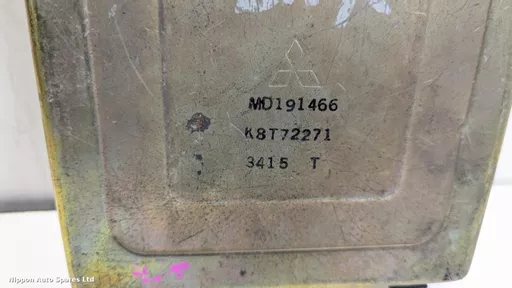 MD191466
K8T72271
3415 T
Nippon Auto Spares Ltd